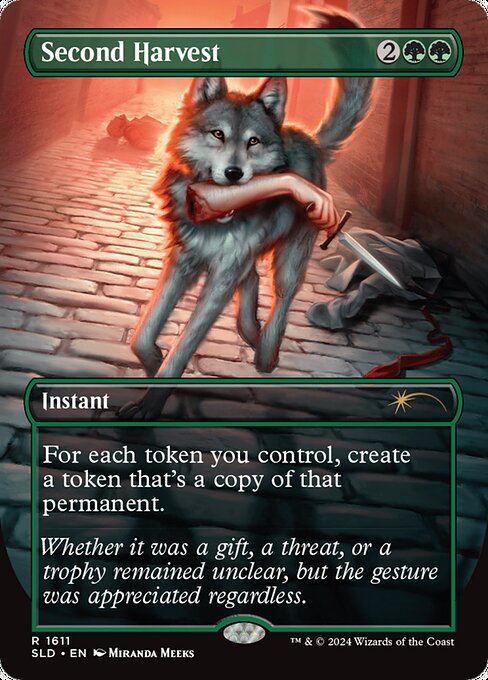 Second Harvest 2
Instant
For each token you control, create
a token that's a copy of that
permanent.
Whether it was a gift, a threat, or a
trophy remained unclear, but the gesture
was appreciated regardless.
R 1611
SLD • EN Miranda Meeks
™ & © 2024 Wizards of the Coast